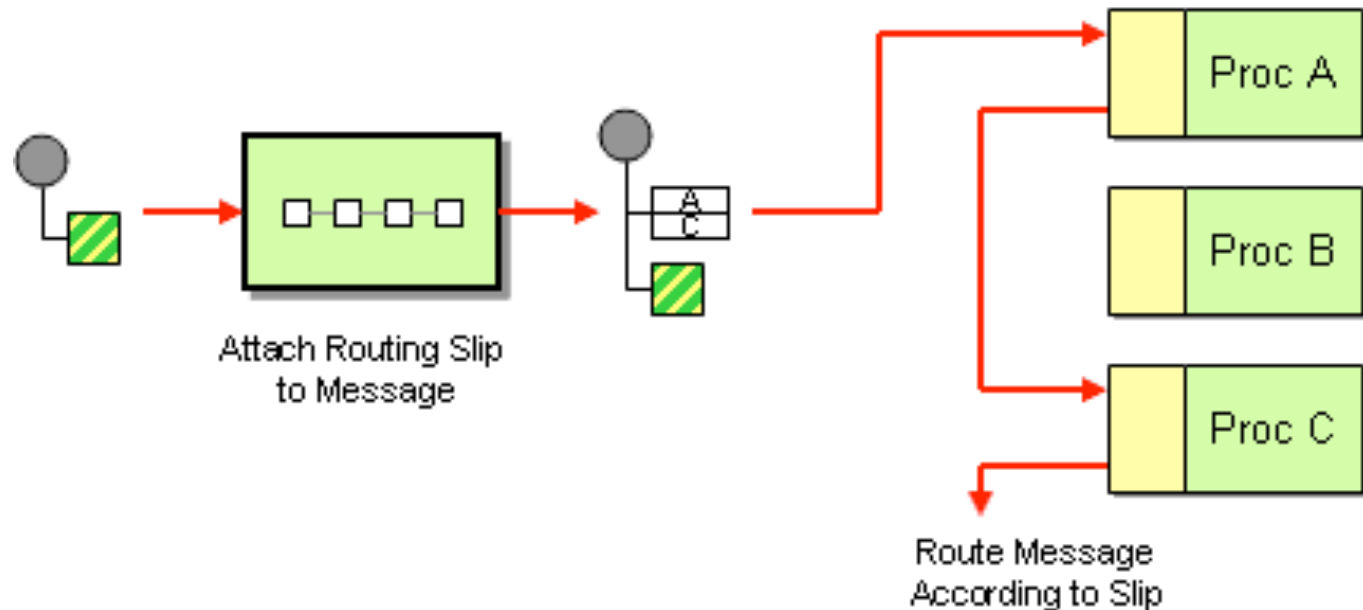 Attach Routing Slip
to Message
A
C
Proc A
Proc B
Proc C
Route Message
According to Slip